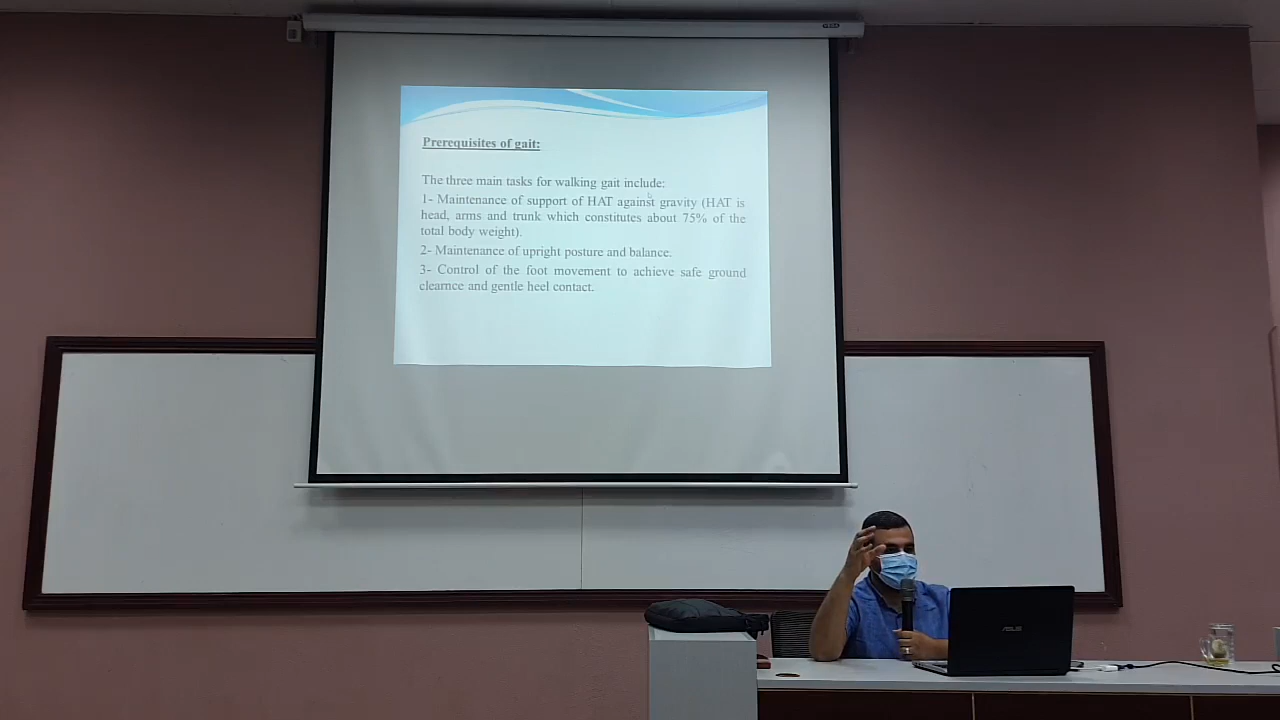 Prerequisites of gait:
The three main tasks for walking gait include:
1- Maintenance of support of HAT against gravity (HAT is
head, arms and trunk which constitutes about 75% of the
total body weight).
2- Maintenance of upright posture and balance.
3- Control of the foot movement to achieve safe ground
clearnce and gentle heel contact.
ASUS